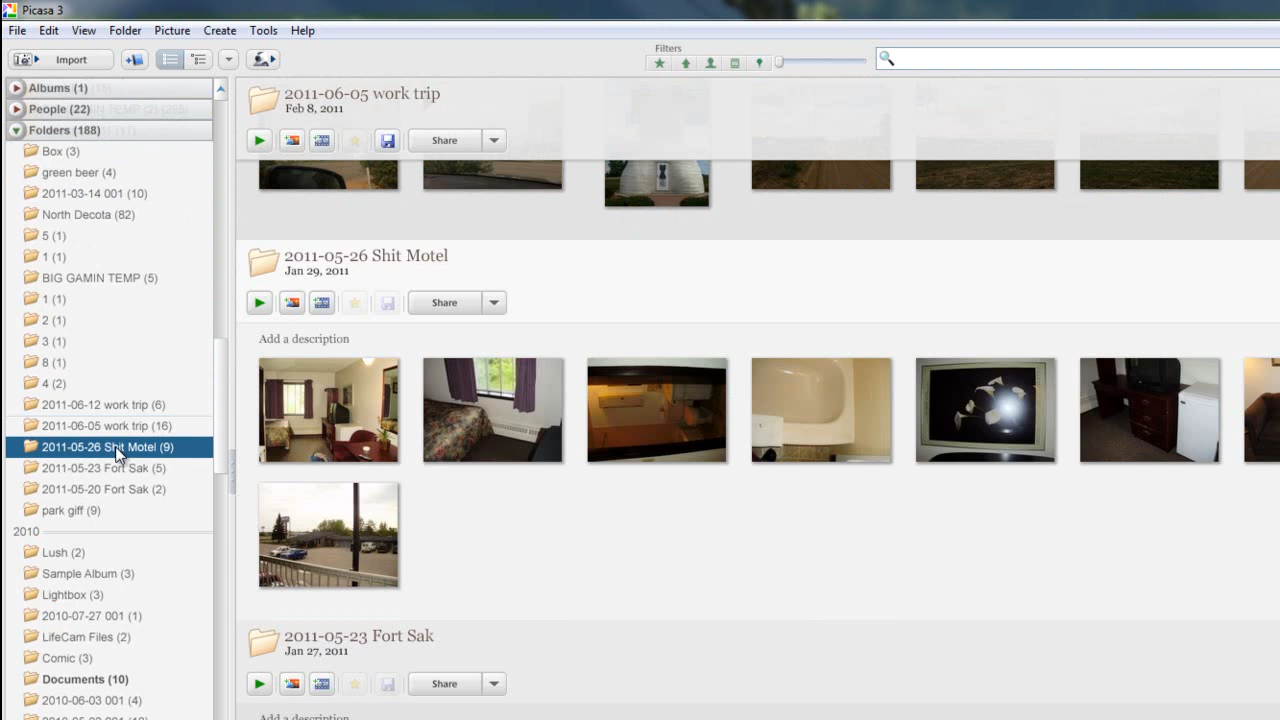 Picasa 3
File Edit View Folder Picture Create Tools Help
Import
Filters
Albums (1)
People (22)
Folders (188)
Box (3)
green beer (4)
2011-03-14 001 (10)
North Decota (82)
5 (1)
1 (1)
BIG GAMIN TEMP (5)
1 (1)
2 (1)
3 (1)
8 (1)
4 (2)
2011-06-12 work trip (6)
2011-06-05 work trip (16)
2011-05-26 Shit Motel (9)
2011-05-23 Fort Sak (5)
2011-05-20 Fort Sak (2)
park giff (9)
2010
Lush (2)
Sample Album (3)
Lightbox (3)
2010-07-27 001 (1)
LifeCam Files (2)
Comic (3)
Documents (10)
2010-06-03 001 (4)
2011-06-05 work trip
Feb 8, 2011
Share
2011-05-26 Shit Motel
Jan 29, 2011
Share
Add a description
2011-05-23 Fort Sak
Jan 27, 2011
Share
Add a description